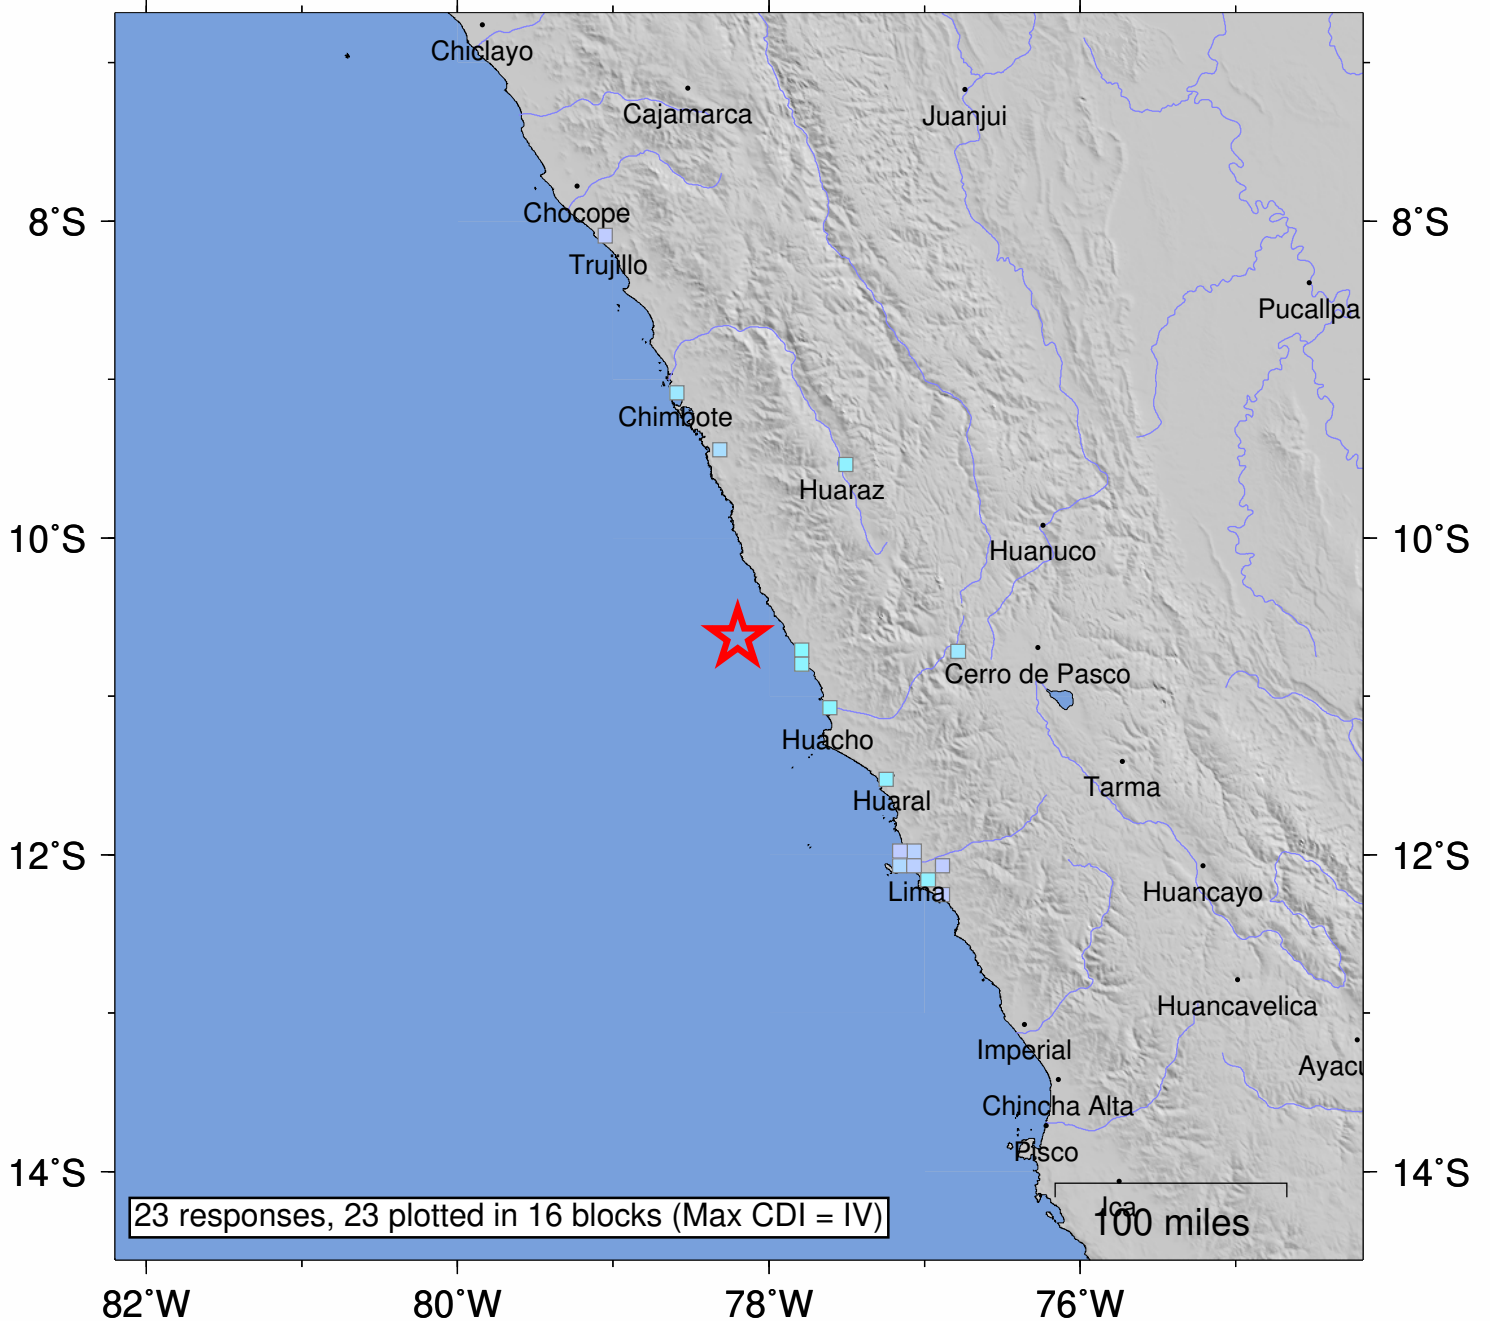 Chiclayo
Cajamarca
Juanjui
Chocope
8°S
8°S
Trujillo
Pucallpa
Chimbote
Huaraz
10°S
10°S
Huanuco
Cerro de Pasco
Huacho
Tarma
Huaral
12°S
12°S
Lima
Huancayo
Huancavelica
Imperial
Ayacu
Chincha Alta
Pisco
14°S
14°S
Ica
23 responses, 23 plotted in 16 blocks (Max CDI = IV)
100 miles
82°W
80°W
78°W
76°W